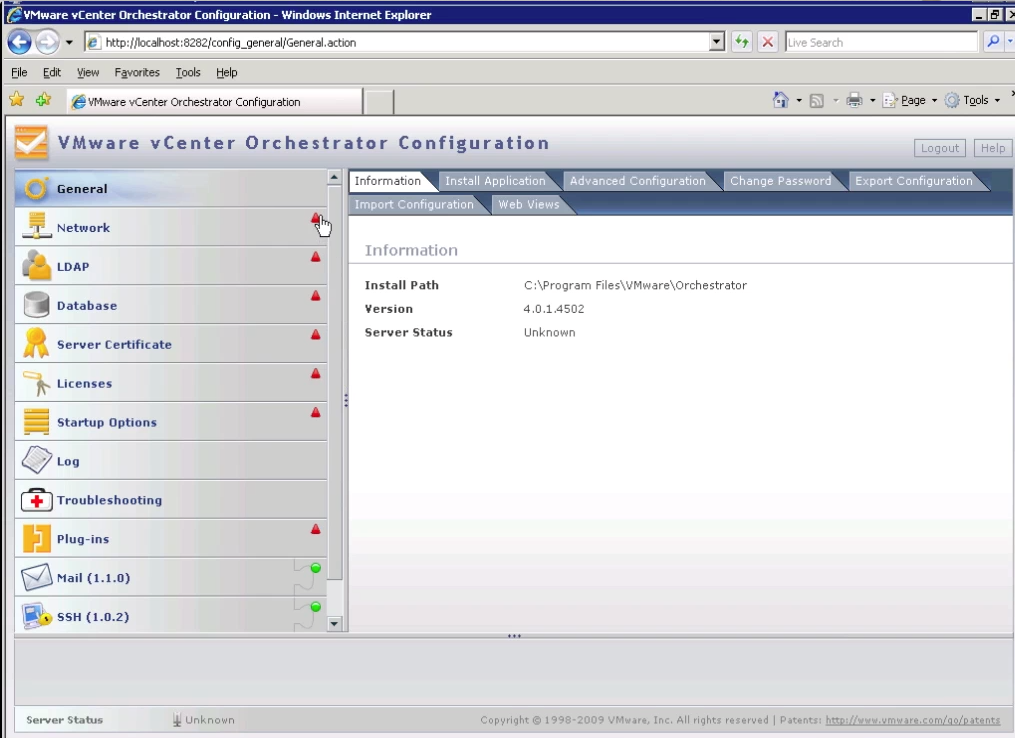 VMware vCenter Orchestrator Configuration - Windows Internet Explorer
http://localhost:8282/config_general/General.action
Live Search
File Edit View Favorites Tools Help
VMware vCenter Orchestrator Configuration
Page Tools
VMware vCenter Orchestrator Configuration
Logout Help
General
Network
LDAP
Database
Server Certificate
Licenses
Startup Options
Log
Troubleshooting
Plug-ins
Mail (1.1.0)
SSH (1.0.2)
Information Install Application Advanced Configuration Change Password Export Configuration
Import Configuration Web Views
Information
Install Path C:\Program Files\VMware\Orchestrator
Version 4.0.1.4502
Server Status Unknown
Server Status Unknown
Copyright © 1998-2009 VMware, Inc. All rights reserved | Patents: http://www.vmware.com/go/patents